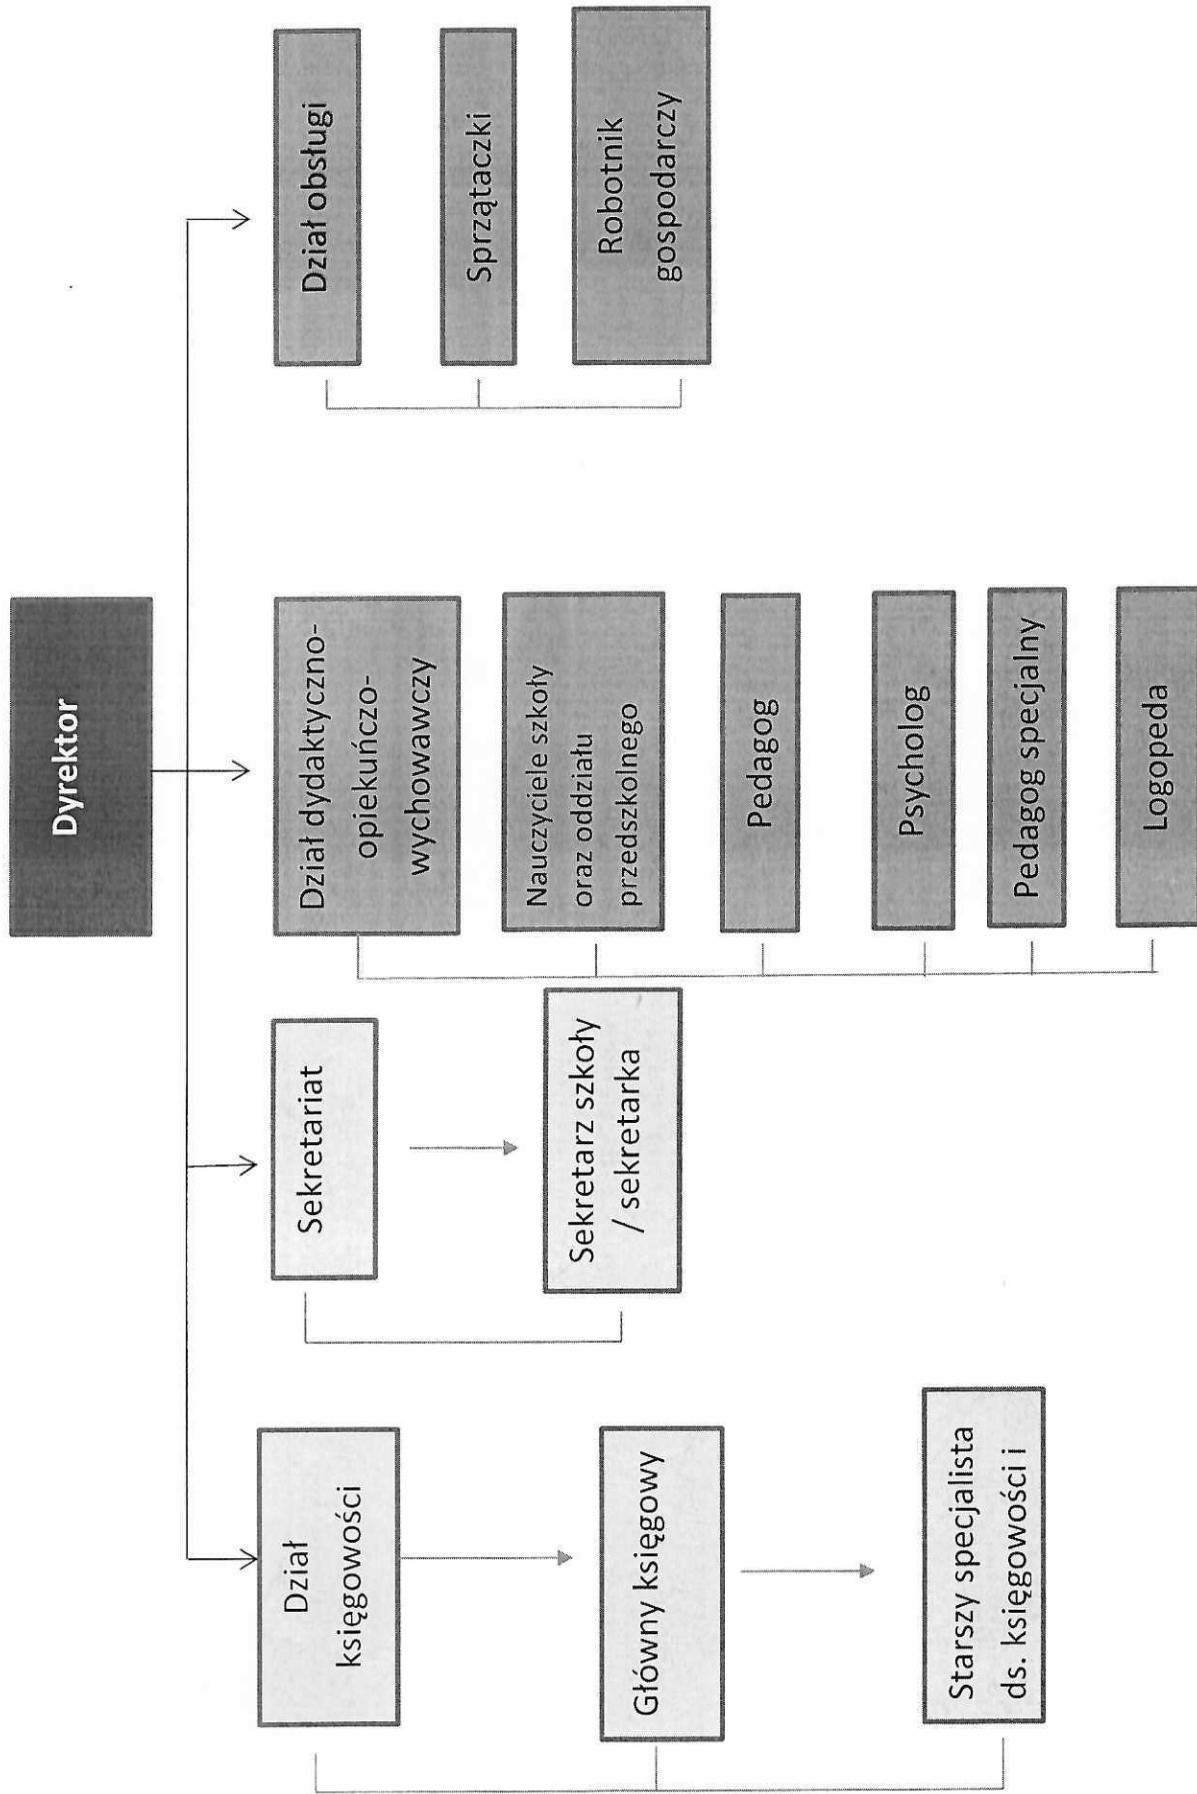 Dyrektor
Dział
księgowości
Główny księgowy
Starszy specjalista
ds. księgowości i
Sekretariat
Sekretarz szkoły
/ sekretarka
Dział dydaktyczno-
opiekuńczo-
wychowawczy
Nauczyciele szkoły
oraz oddziału
przedszkolnego
Pedagog
Psycholog
Pedagog specjalny
Logopeda
Dział obsługi
Sprzątaczki
Robotnik
gospodarczy